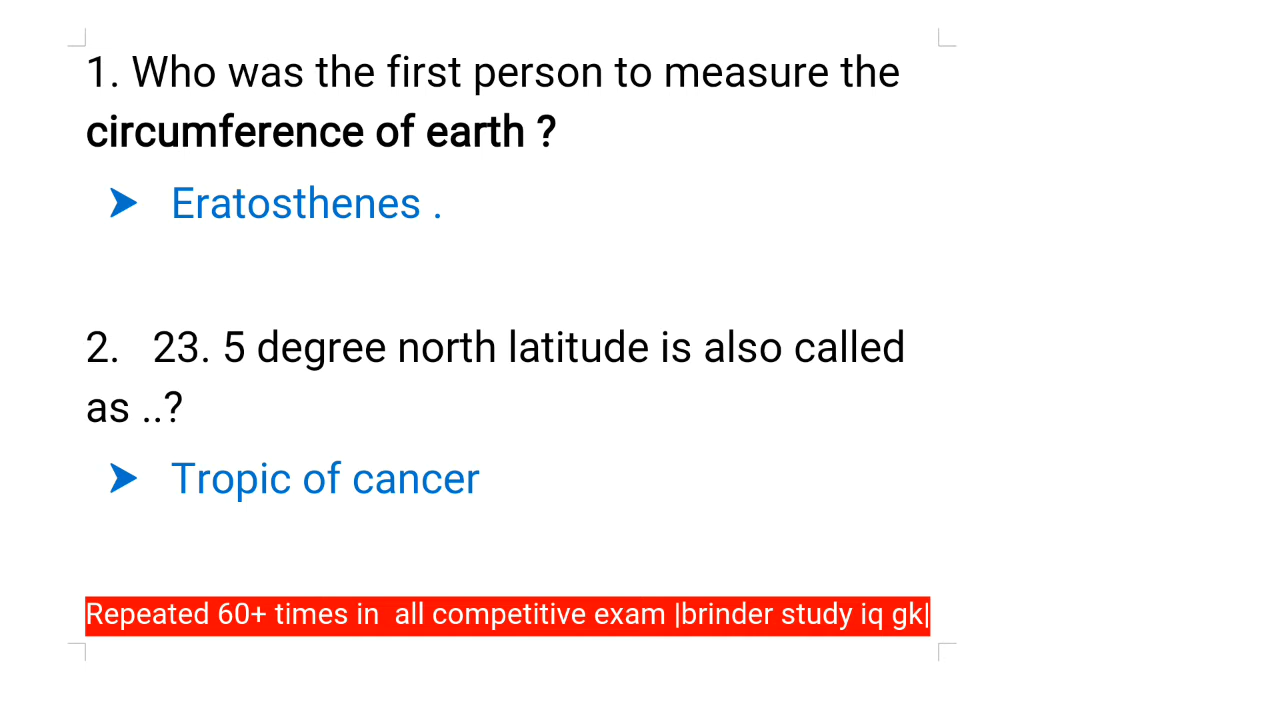 1. Who was the first person to measure the
circumference of earth ?
➤ Eratosthenes .
2. 23. 5 degree north latitude is also called
as ..?
➤ Tropic of cancer
Repeated 60+ times in all competitive exam |brinder study iq gk|